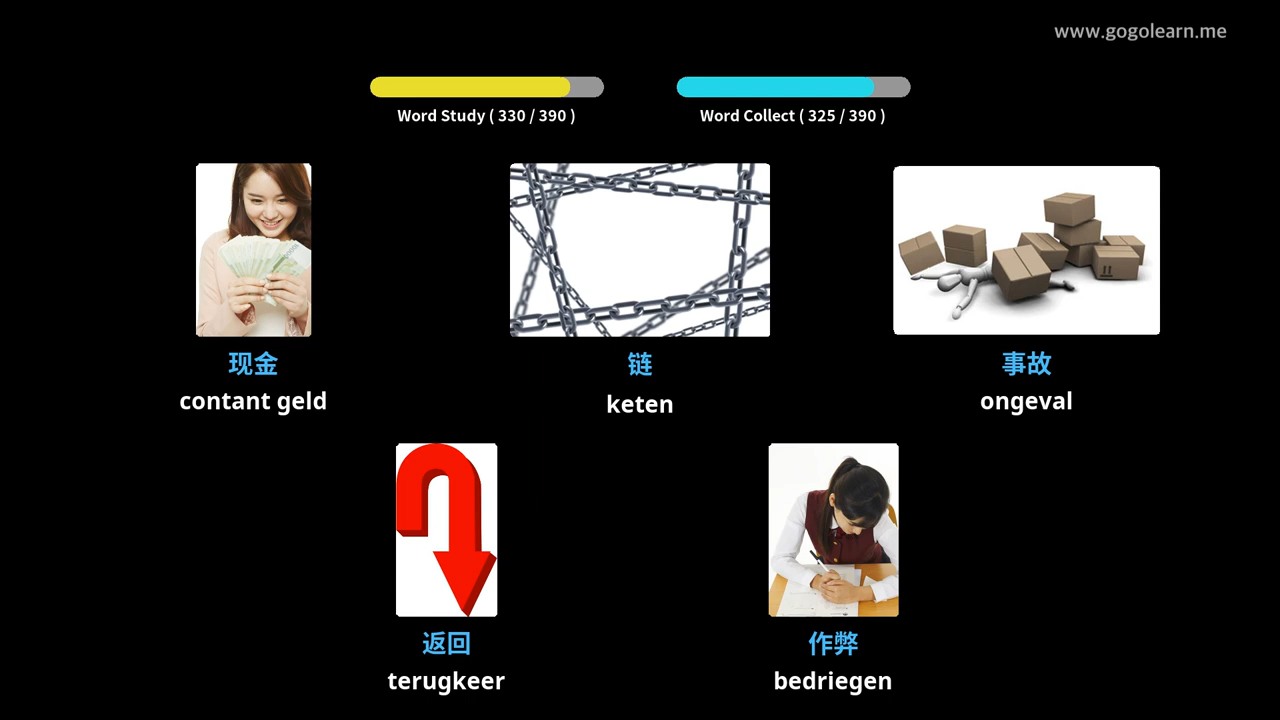 www.gogolearn.me
Word Study ( 330 / 390 )
Word Collect ( 325 / 390 )
现金
contant geld
链
keten
事故
ongeval
返回
terugkeer
作弊
bedriegen